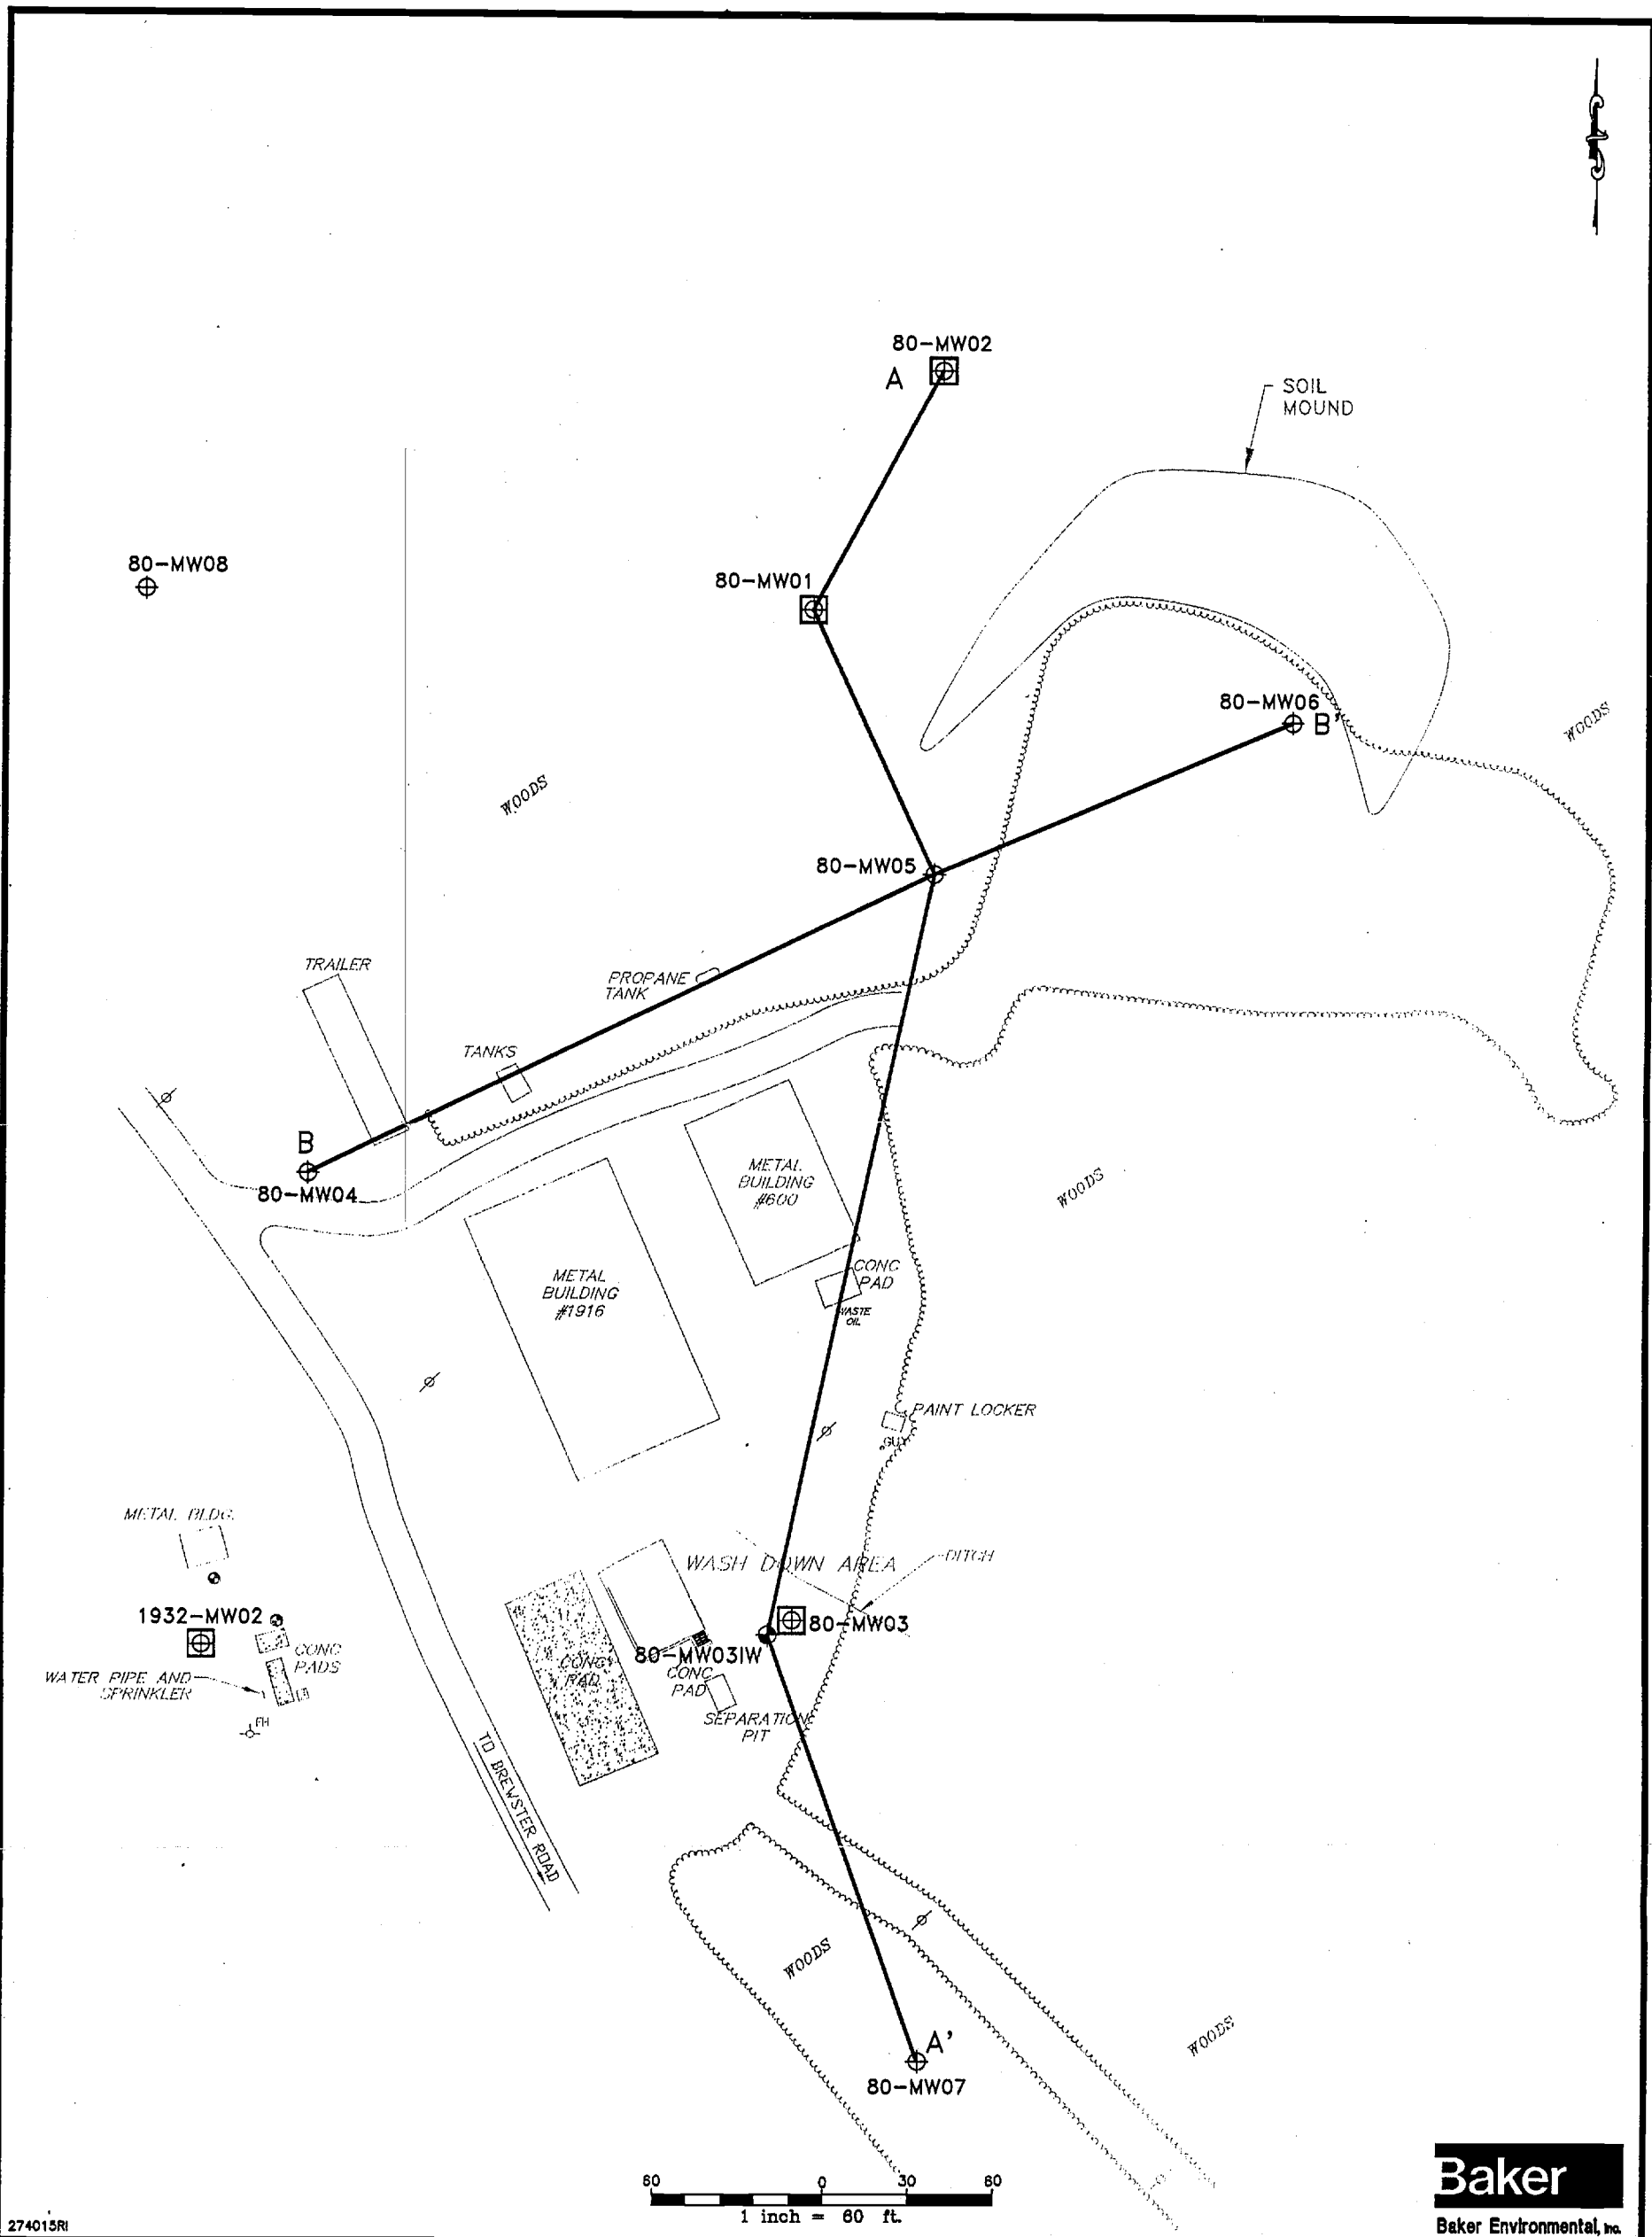 80-MW02
A
SOIL
MOUND
80-MW08
80-MW01
80-MW06
B'
WOODS
WOODS
80-MW05
TRAILER
PROPANE
TANK
TANKS
B
80-MW04
METAL
BUILDING
#600
WOODS
METAL
BUILDING
#1916
CONC
PAD
WASTE
OIL
PAINT LOCKER
GUY
METAL BLDG.
WASH DOWN AREA
DITCH
1932-MW02
80-MW03
80-MW03IW
CONC
PADS
CONC
PAD
CONC
PAD
WATER PIPE AND
SPRINKLER
SEPARATION
PIT
FH
TO BREWSTER ROAD
WOODS
WOODS
A'
80-MW07
60 0 30 60
1 inch = 60 ft.
Baker
Baker Environmental, Inc.
274015RI